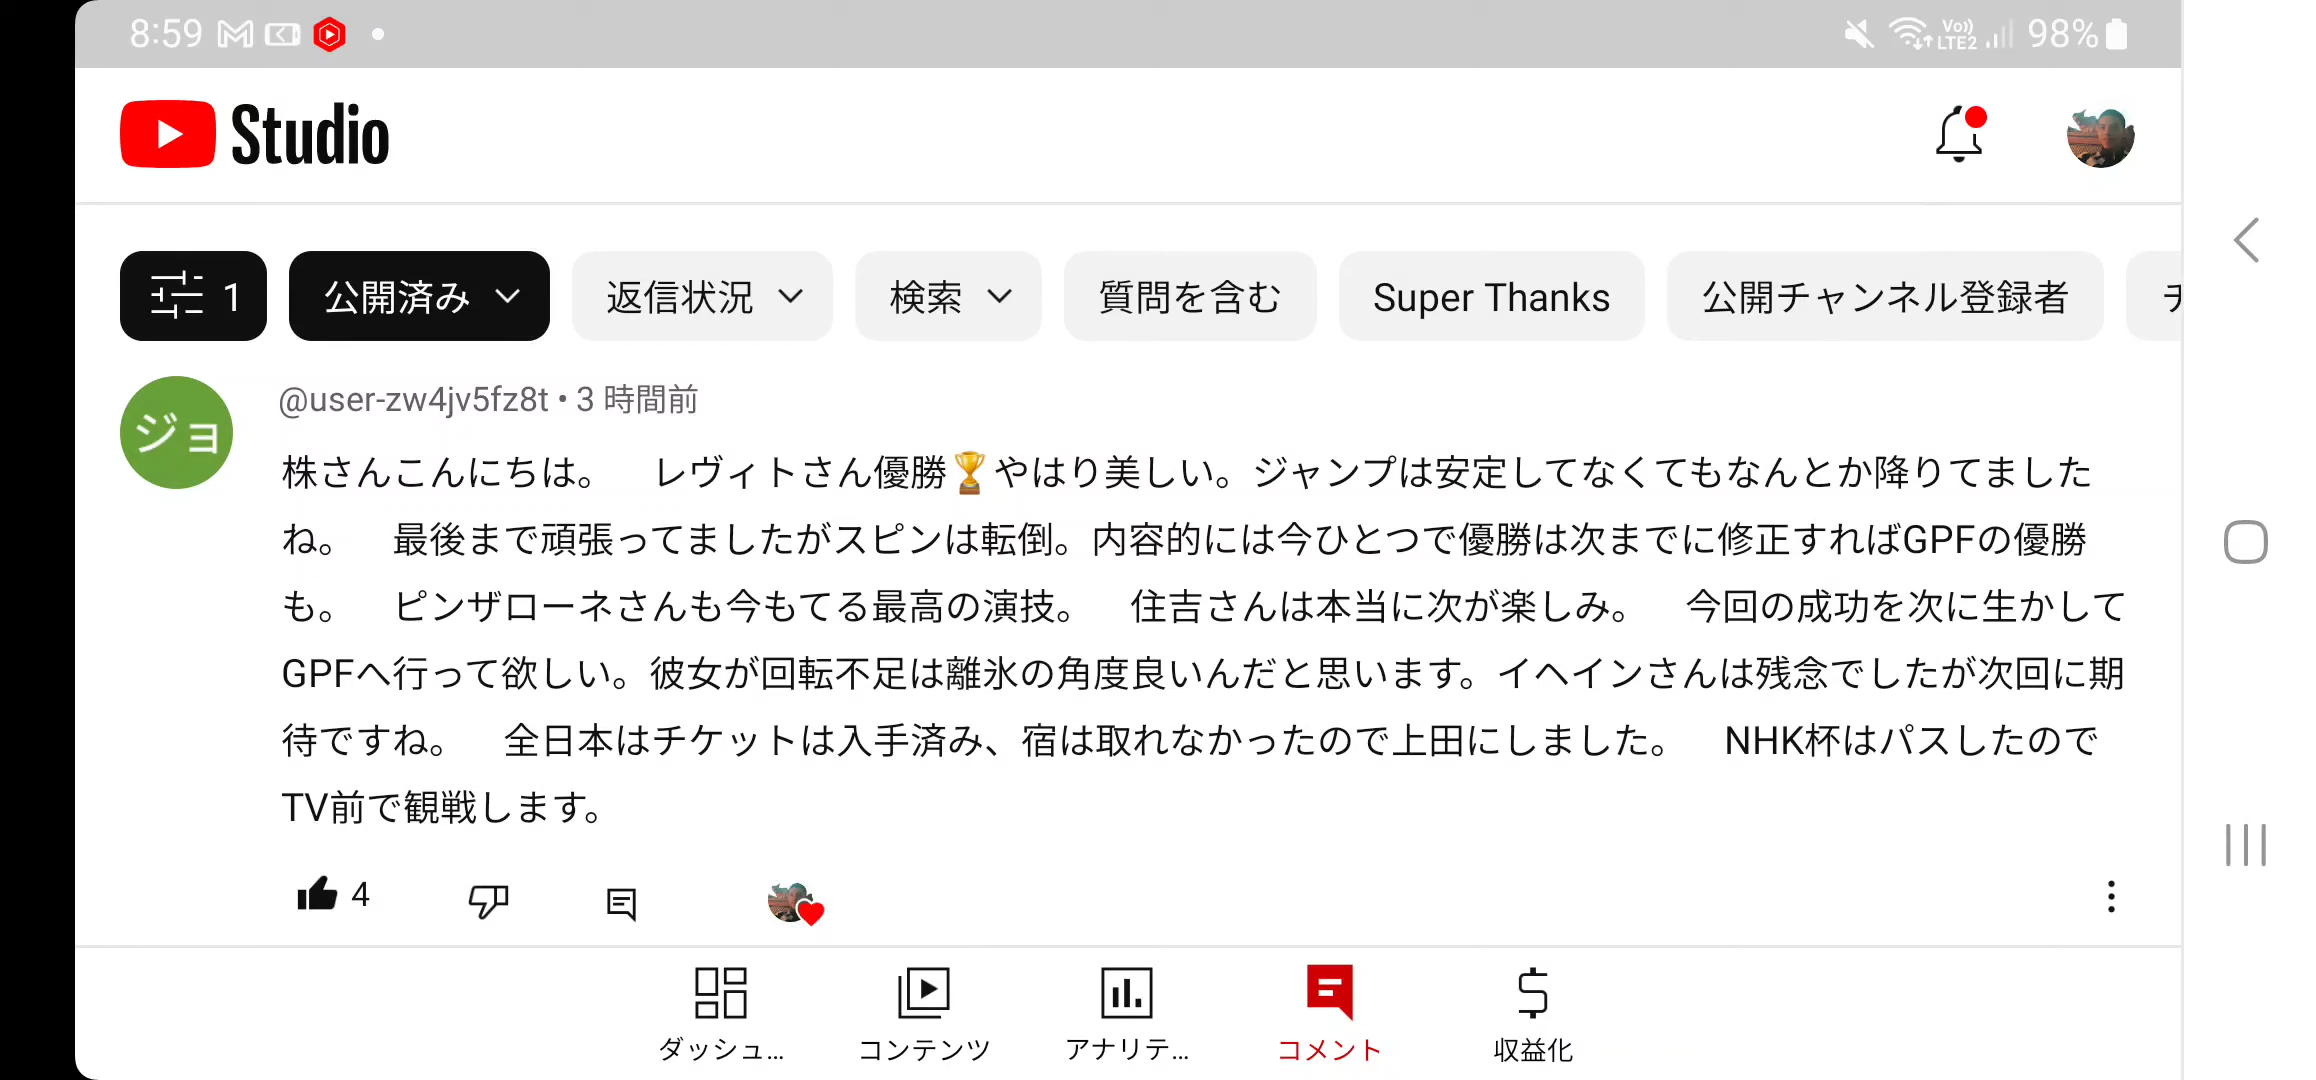 8:59
Vo))
LTE2
98%
Studio
1
公開済み
返信状況
検索
質問を含む
Super Thanks
公開チャンネル登録者
ジョ
@user-zw4jv5fz8t • 3 時間前
株さんこんにちは。　レヴィトさん優勝🏆やはり美しい。ジャンプは安定してなくてもなんとか降りてました
ね。　最後まで頑張ってましたがスピンは転倒。内容的には今ひとつで優勝は次までに修正すればGPFの優勝
も。　ピンザローネさんも今もてる最高の演技。　住吉さんは本当に次が楽しみ。　今回の成功を次に生かして
GPFへ行って欲しい。彼女が回転不足は離氷の角度良いんだと思います。イヘインさんは残念でしたが次回に期
待ですね。　全日本はチケットは入手済み、宿は取れなかったので上田にしました。　NHK杯はパスしたので
TV前で観戦します。
4
ダッシュ...
コンテンツ
アナリテ...
コメント
収益化